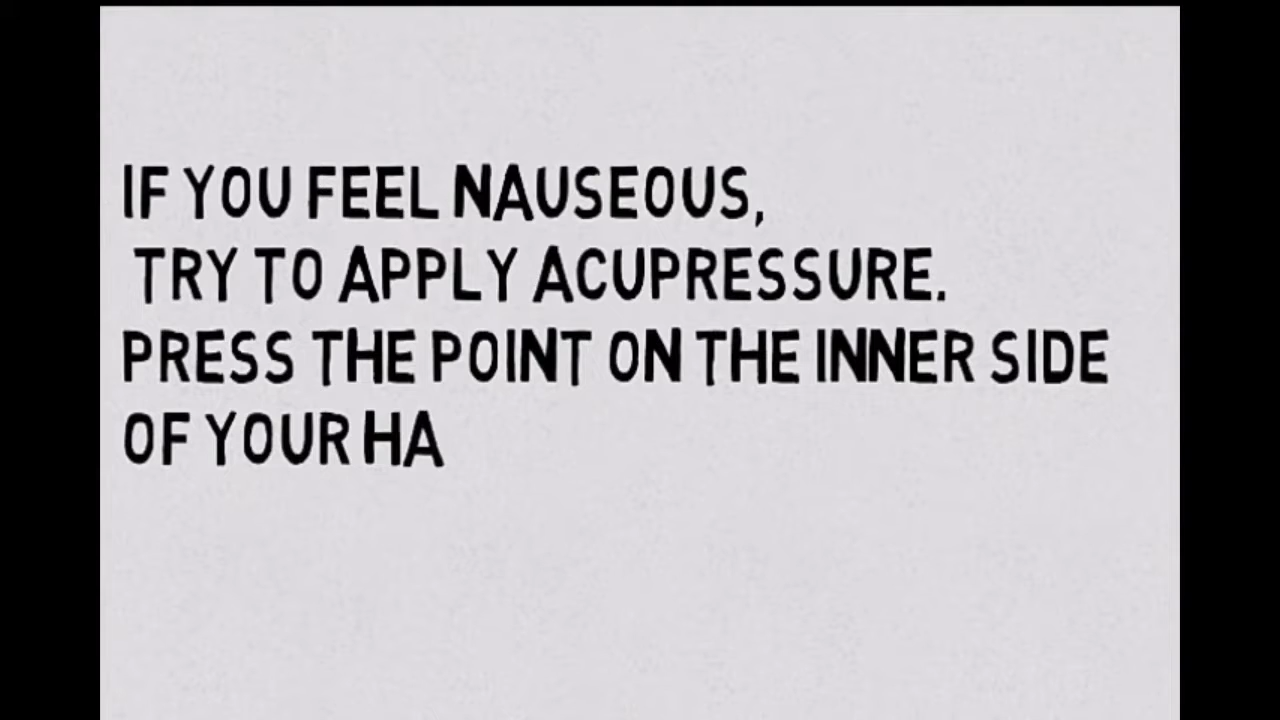 IF YOU FEEL NAUSEOUS,
TRY TO APPLY ACUPRESSURE.
PRESS THE POINT ON THE INNER SIDE
OF YOUR HA